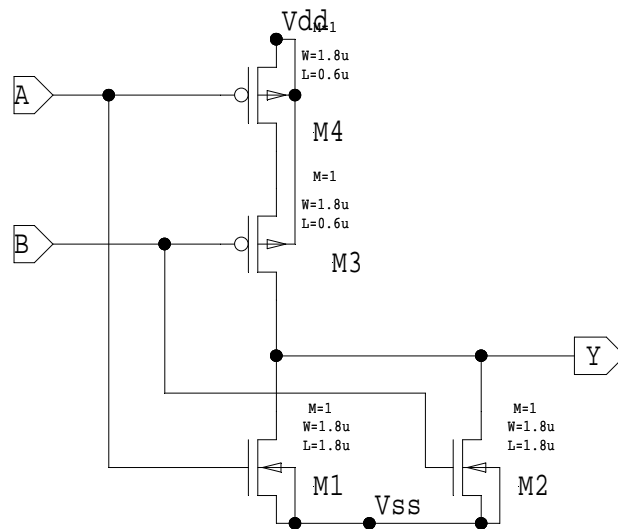 Vdd
M=1
W=1.8u
L=0.6u
A
M4
M=1
W=1.8u
L=0.6u
B
M3
Y
M=1
W=1.8u
L=1.8u
M1
M=1
W=1.8u
L=1.8u
M2
Vss